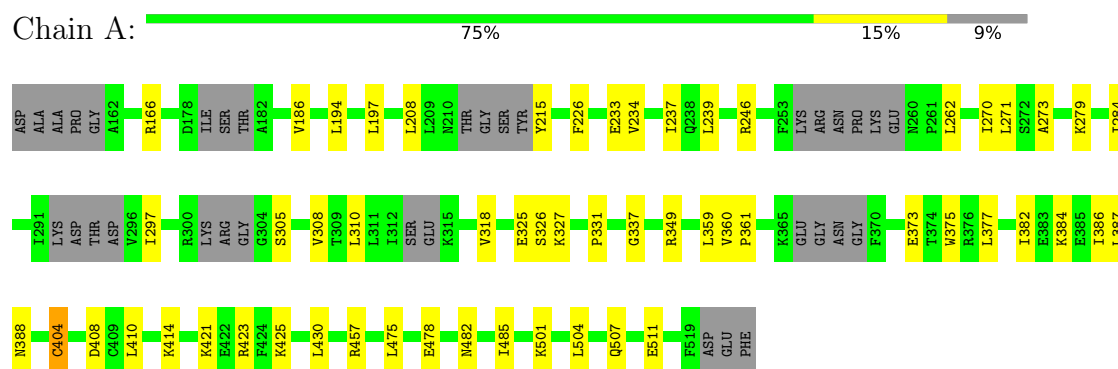 Chain A:
75% 15% 9%
ASP ALA ALA PRO GLY A162 R166 D178 ILE SER THR A182 V186 L194 L197 L208 L209 N210 THR GLY SER TYR Y215 F226 E233 V234 I237 Q238 L239 R246 F253 LYS ARG ASN PRO LYS GLU N260 P261 L262 I270 L271 S272 A273 K279
I291 LYS ASP THR ASP V296 I297 R300 LYS ARG GLY G304 S305 V308 T309 L310 L311 I312 SER GLU K315 V318 E325 S326 K327 P331 G337 R349 L359 V360 P361 K365 GLU GLY ASN GLY F370 E373 T374 W375 R376 L377 I382 E383 K384 E385 I386 L387
N388 C404 D408 C409 L410 K414 K421 E422 R423 F424 K425 L430 R457 L475 E478 N482 I485 K501 L504 Q507 E511 F519 ASP GLU PHE